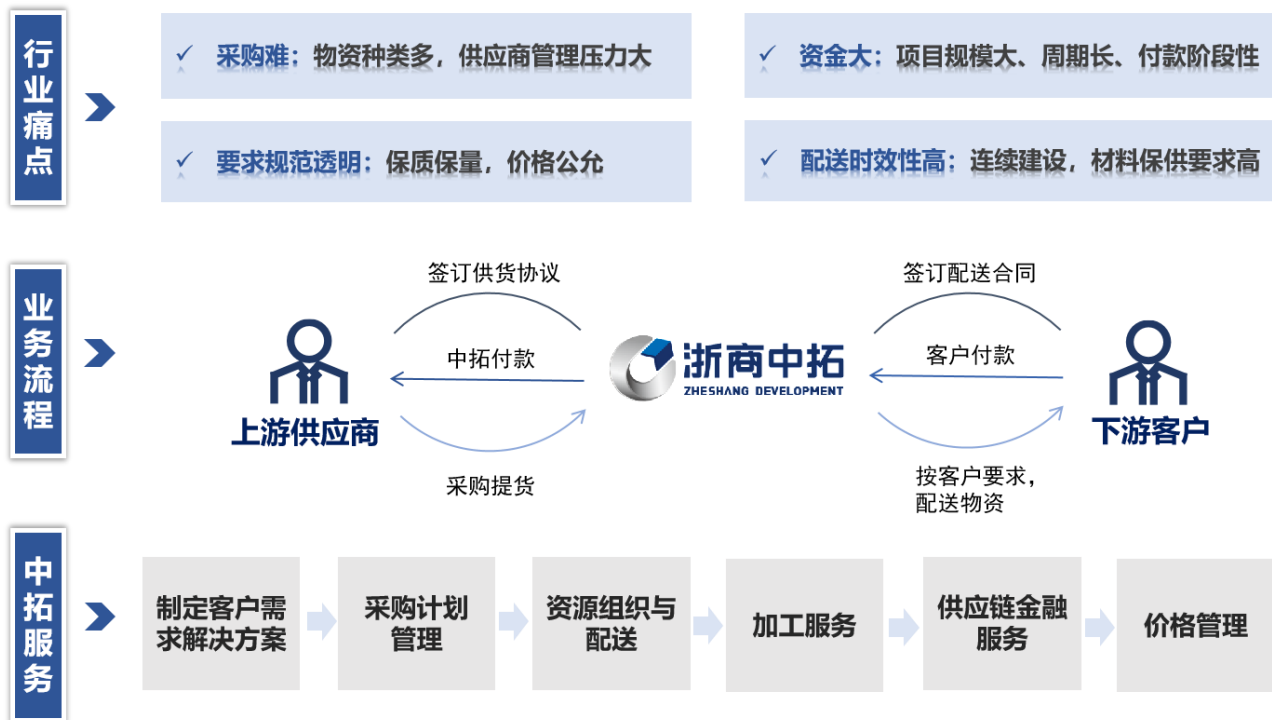 行业痛点
采购难：物资种类多，供应商管理压力大
资金大：项目规模大、周期长、付款阶段性
要求规范透明：保质保量，价格公允
配送时效性高：连续建设，材料保供要求高
业务流程
签订供货协议
签订配送合同
中拓付款
浙商中拓
ZHESHANG DEVELOPMENT
客户付款
上游供应商
下游客户
采购提货
按客户要求，
配送物资
中拓服务
制定客户需
求解决方案
采购计划
管理
资源组织与
配送
加工服务
供应链金融
服务
价格管理